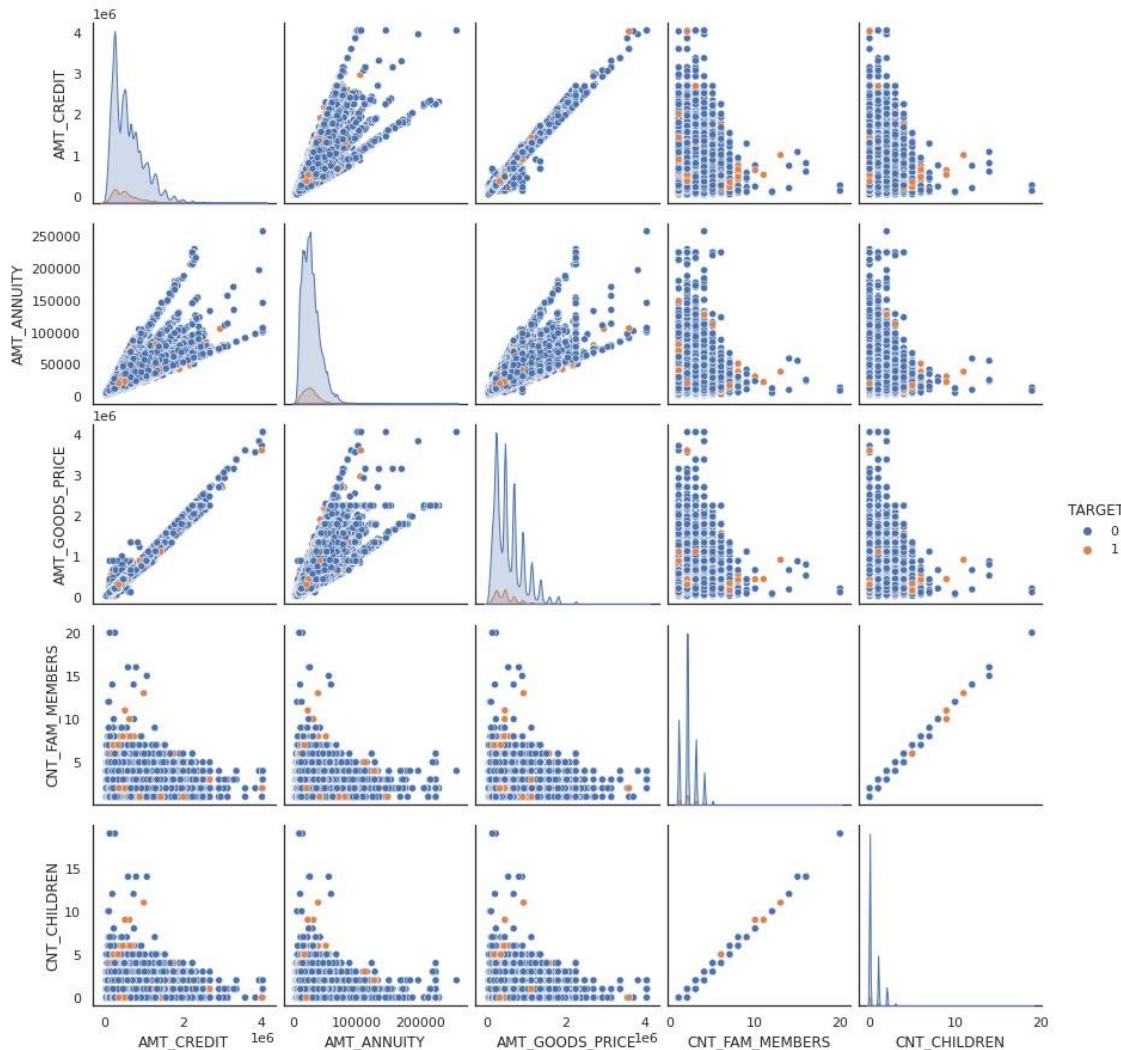 1e6
4
3
2
1
0
AMT_CREDIT
250000
200000
150000
100000
50000
0
AMT_ANNUITY
1e6
4
3
2
1
0
AMT_GOODS_PRICE
TARGET
0
1
20
15
10
5
CNT_FAM_MEMBERS
15
10
5
0
CNT_CHILDREN
0 2 4 0 100000 200000 0 2 4 0 10 20 0 10 20
1e6 1e6
AMT_CREDIT AMT_ANNUITY AMT_GOODS_PRICE CNT_FAM_MEMBERS CNT_CHILDREN